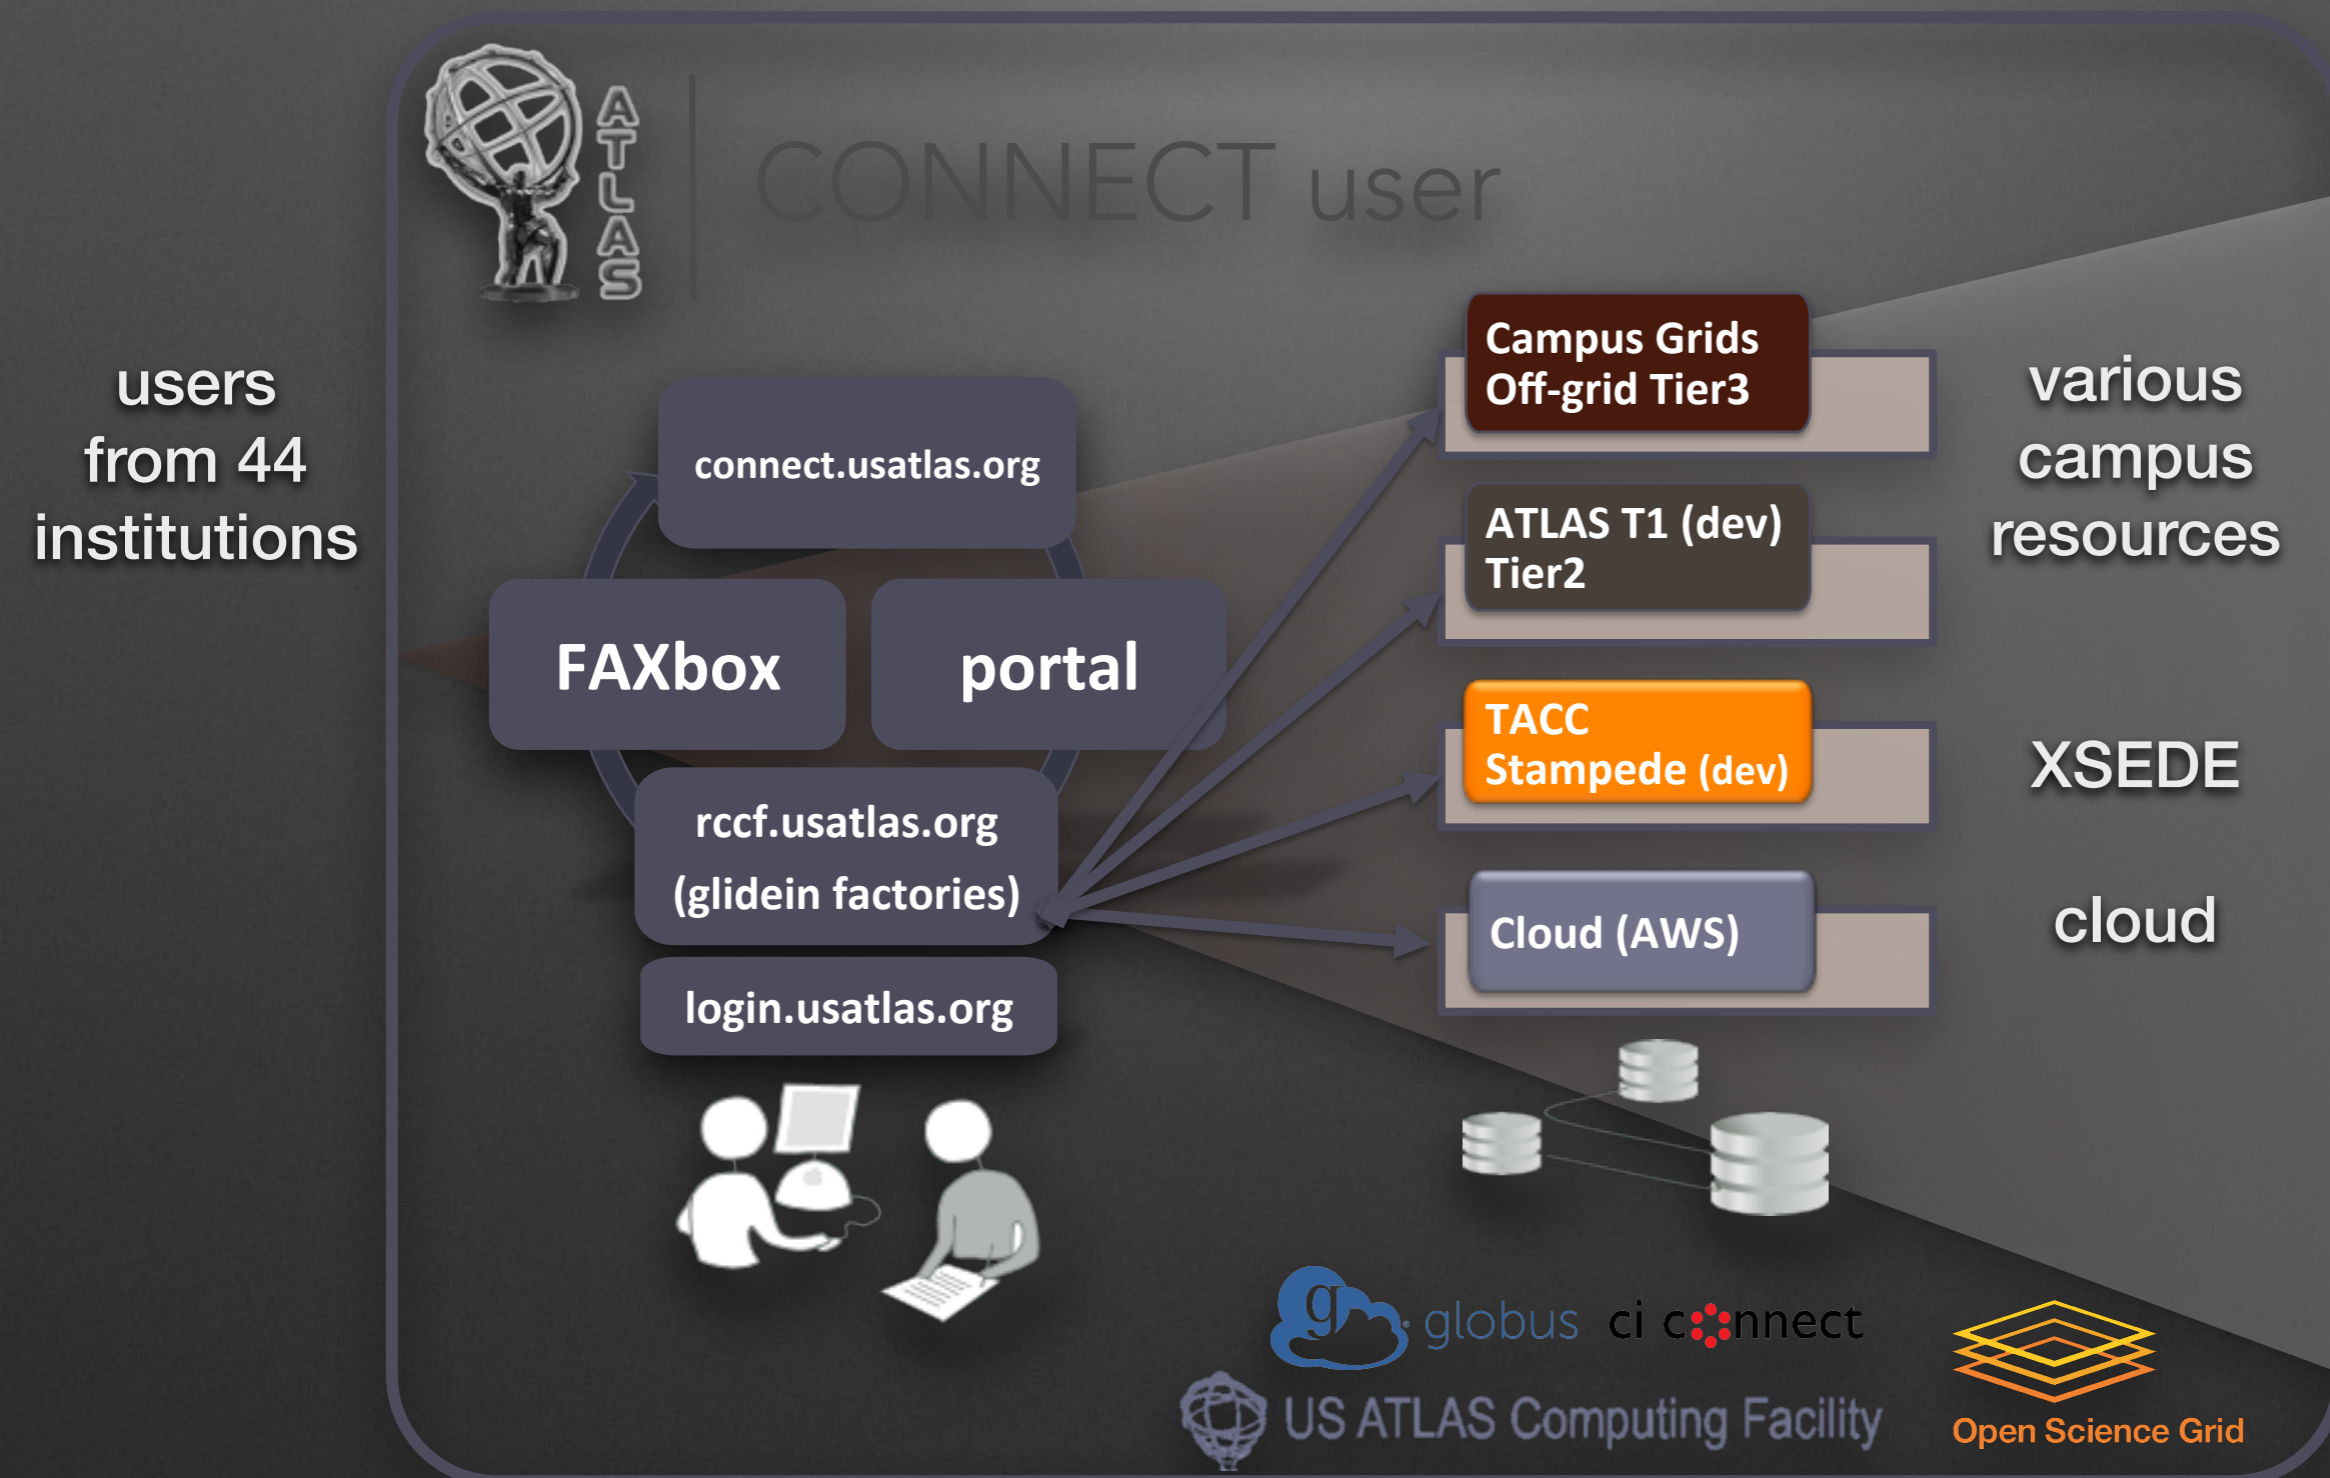 ATLAS
CONNECT user
users
from 44
institutions
connect.usatlas.org
FAXbox
portal
rccf.usatlas.org
(glidein factories)
login.usatlas.org
Campus Grids
Off-grid Tier3
ATLAS T1 (dev)
Tier2
TACC
Stampede (dev)
Cloud (AWS)
various
campus
resources
XSEDE
cloud
g globus
ci connect
US ATLAS Computing Facility
Open Science Grid